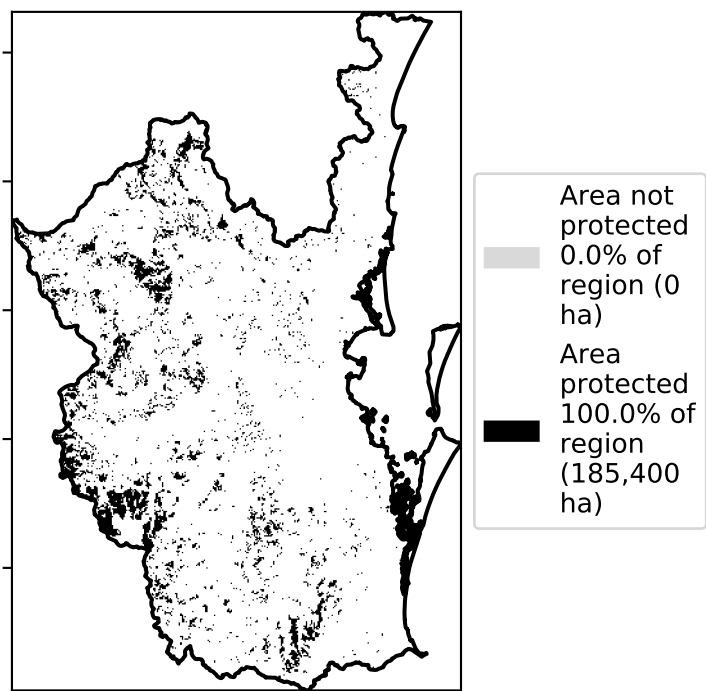 Area not
protected
0.0% of
region (0
ha)
Area
protected
100.0% of
region
(185,400
ha)